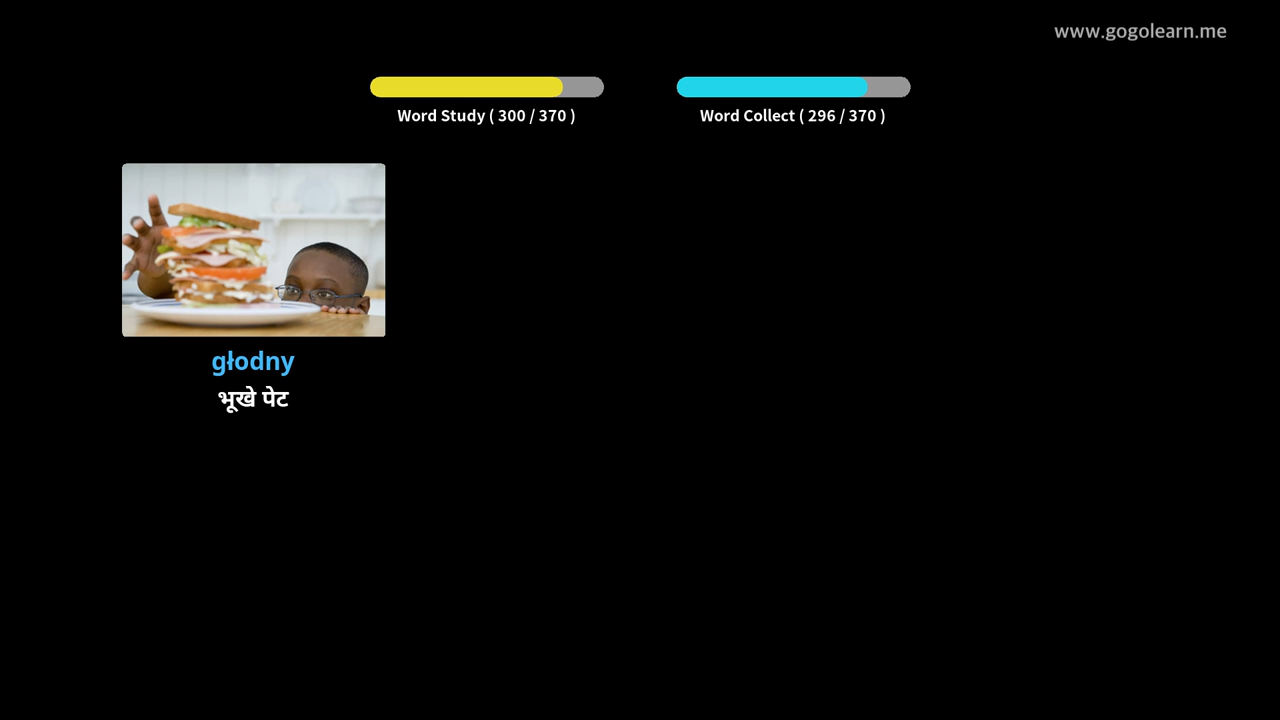 www.gogolearn.me
Word Study ( 300 / 370 )
Word Collect ( 296 / 370 )
głodny
भूखे पेट